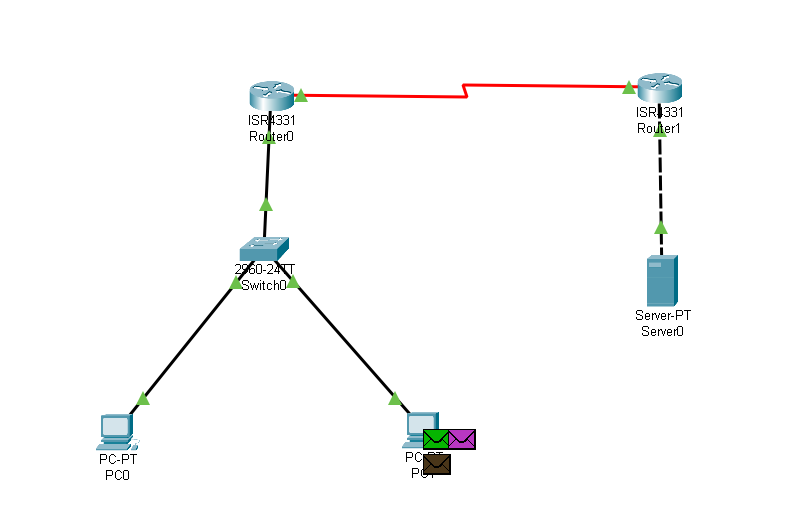 ISR4331
Router0
ISR4331
Router1
2960-24TT
Switch0
Server-PT
Server0
PC-PT
PC0